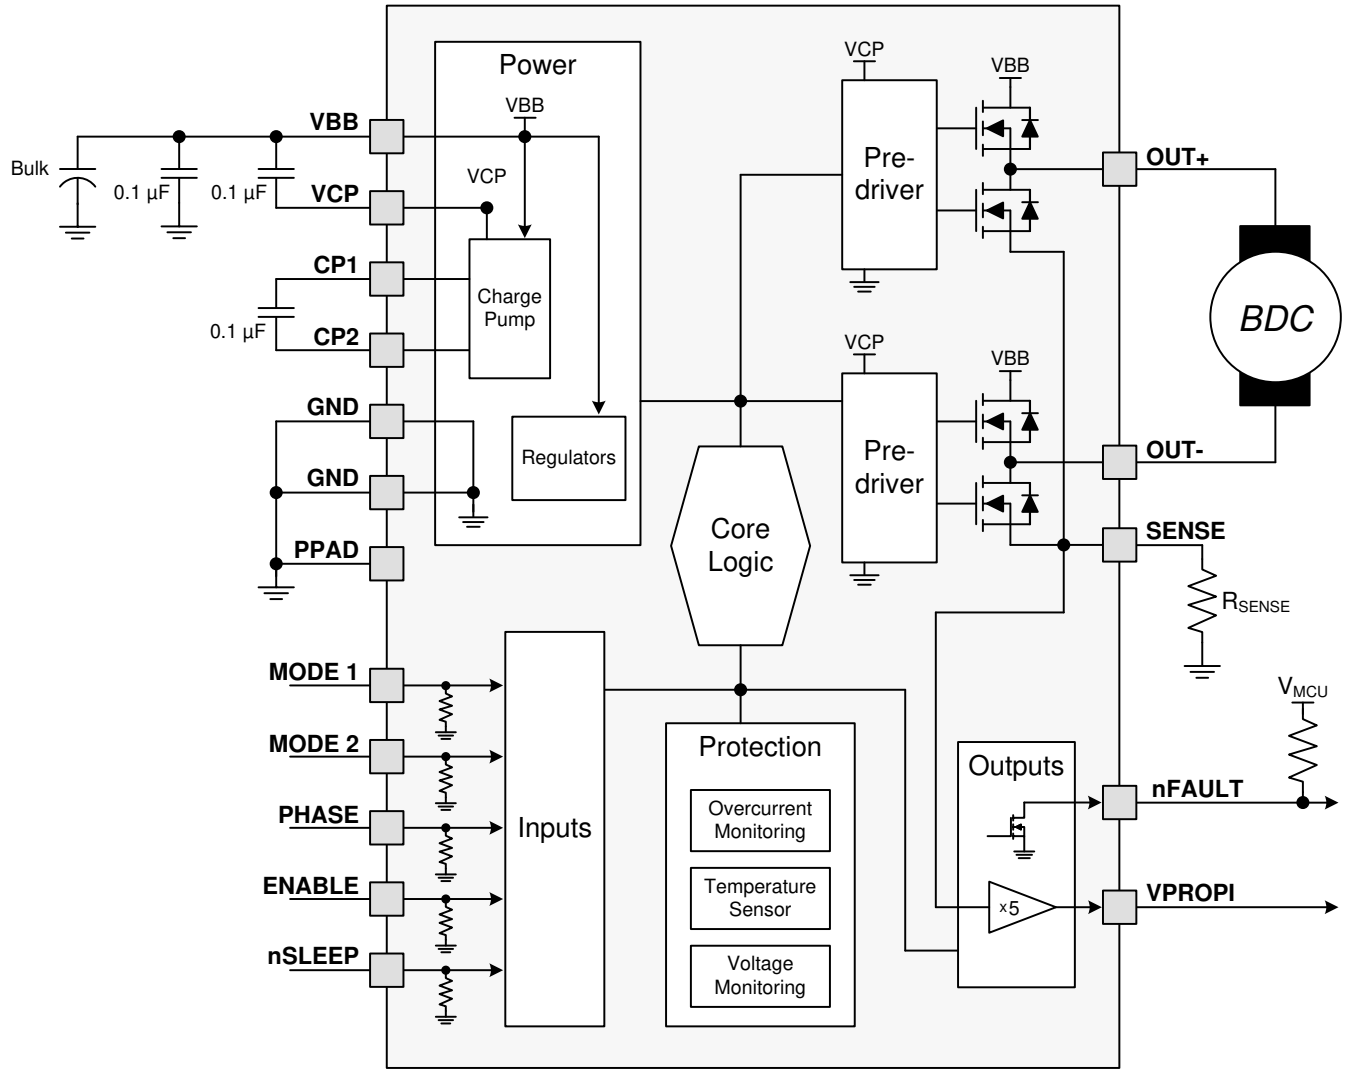 Power
VBB
VCP
VBB
VBB
VCP
Bulk
0.1 µF
0.1 µF
VCP
CP1
CP2
0.1 µF
Charge
Pump
Pre-
driver
OUT+
BDC
VCP
VBB
GND
GND
PPAD
Regulators
Pre-
driver
OUT-
SENSE
RSENSE
Core
Logic
MODE 1
MODE 2
PHASE
ENABLE
nSLEEP
Inputs
Protection
Overcurrent
Monitoring
Temperature
Sensor
Voltage
Monitoring
Outputs
x5
VMCU
nFAULT
VPROPI